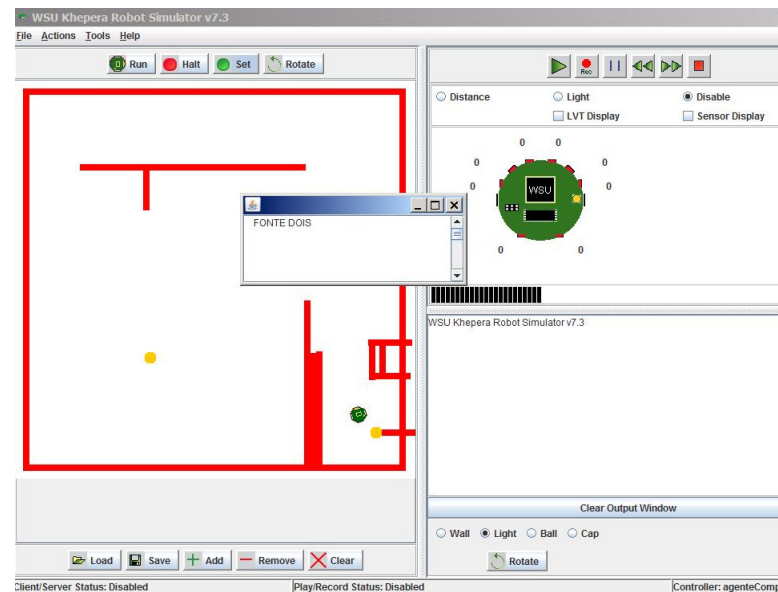 WSU Khepera Robot Simulator v7.3
File Actions Tools Help
Run Halt Set Rotate
Rec
Distance Light Disable
LVT Display Sensor Display
0 0
0 0
0 0
WSU
0 0
FONTE DOIS
WSU Khepera Robot Simulator v7.3
Clear Output Window
Wall Light Ball Cap
Rotate
Load Save Add Remove Clear
Client/Server Status: Disabled Play/Record Status: Disabled Controller: agenteComp